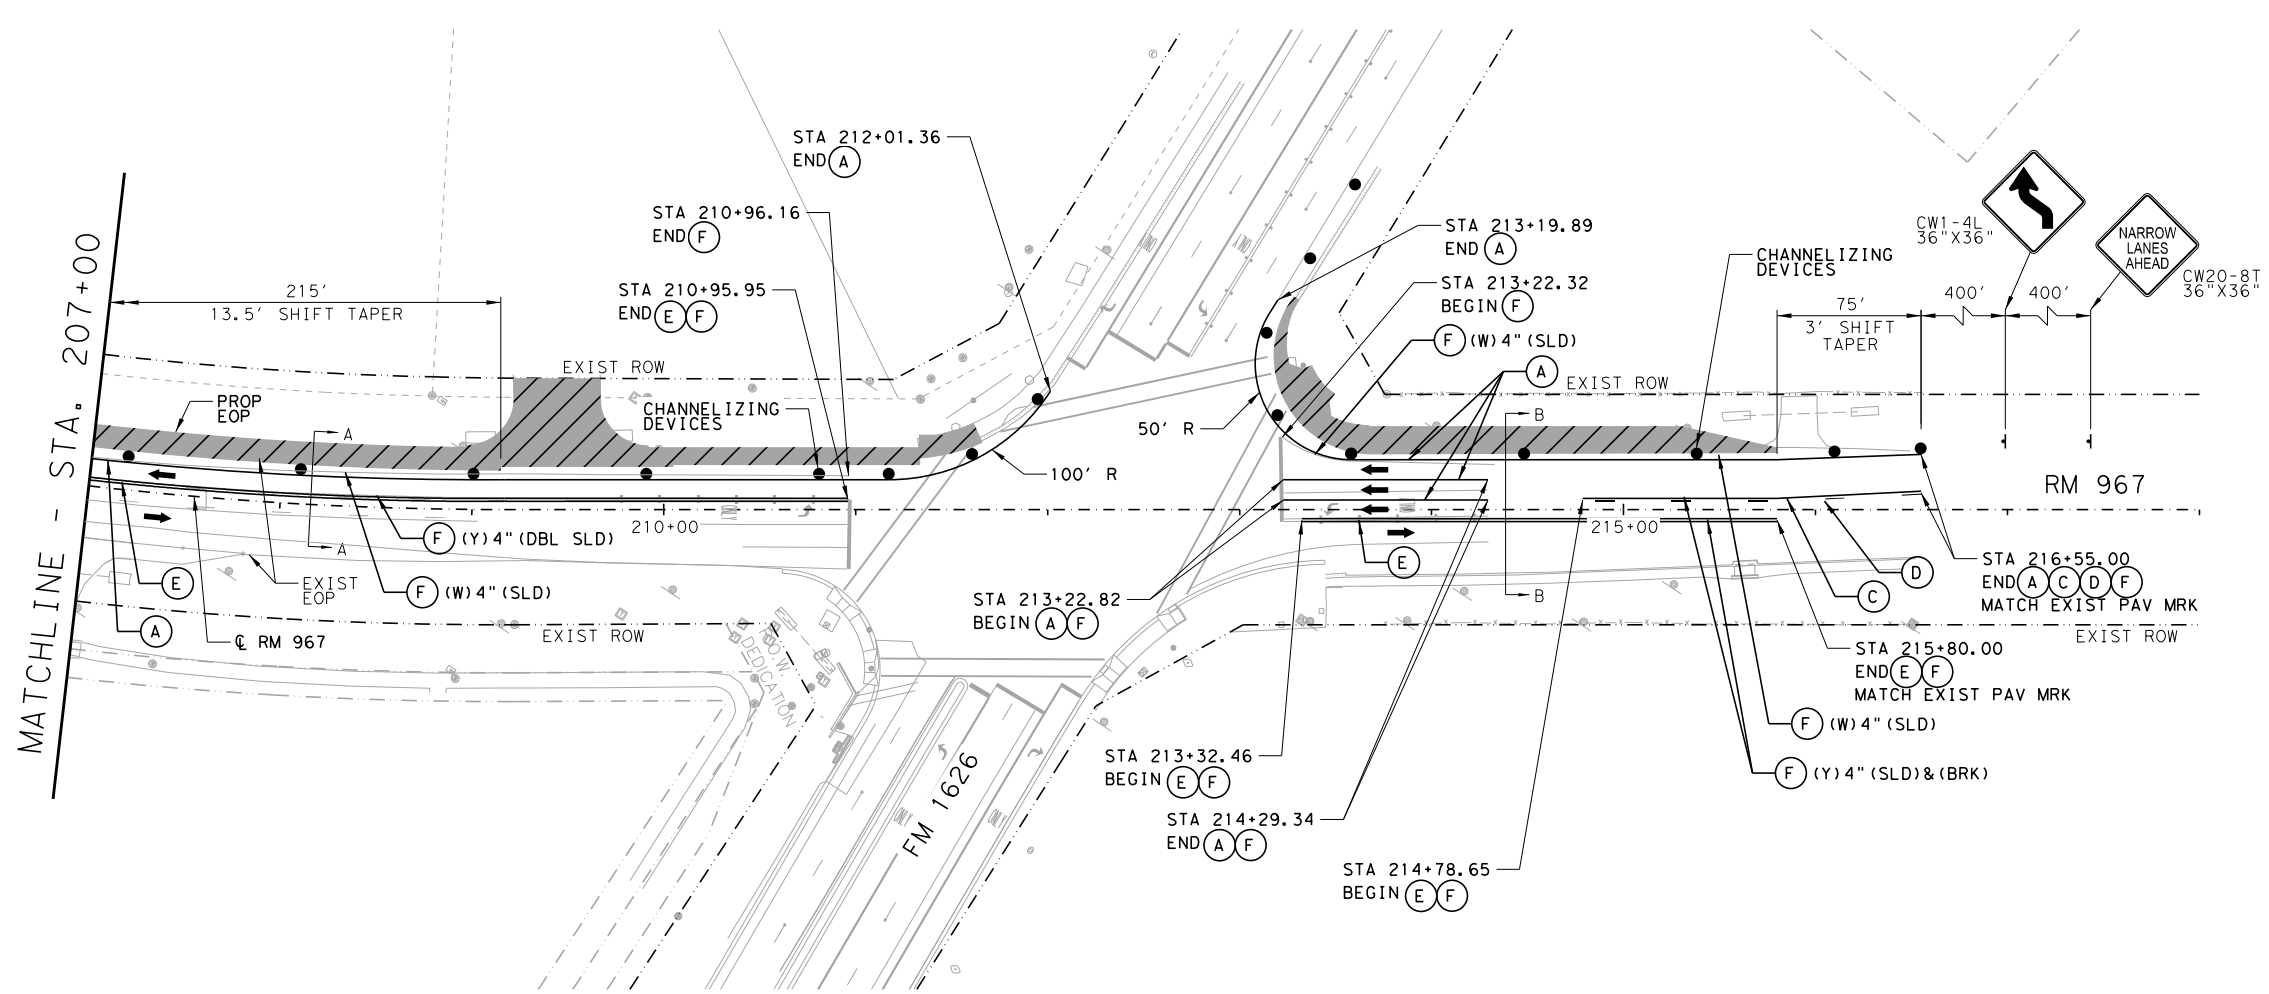 MATCHLINE - STA. 207+00
215'
13.5' SHIFT TAPER
PROP
EOP
EXIST ROW
CHANNELIZING
DEVICES
A
A
E
A
EXIST
EOP
℄ RM 967
F (Y)4"(DBL SLD)
F (W)4"(SLD)
EXIST ROW
210+00
STA 212+01.36
END A
STA 210+96.16
END F
STA 210+95.95
END E F
100' R
50' R
STA 213+19.89
END A
STA 213+22.32
BEGIN F
F (W)4"(SLD)
A
EXIST ROW
CHANNELIZING
DEVICES
B
B
75'
3' SHIFT
TAPER
400'
400'
CW1-4L
36"X36"
NARROW
LANES
AHEAD
CW20-8T
36"X36"
RM 967
215+00
E
D
C
STA 216+55.00
END A C D F
MATCH EXIST PAV MRK
EXIST ROW
STA 215+80.00
END E F
MATCH EXIST PAV MRK
F (W)4"(SLD)
F (Y)4"(SLD)&(BRK)
STA 213+22.82
BEGIN A F
STA 213+32.46
BEGIN E F
STA 214+29.34
END A F
STA 214+78.65
BEGIN E F
FM 1626
R.O.W.
DEDICATION
ONLY
ONLY
ONLY
ONLY